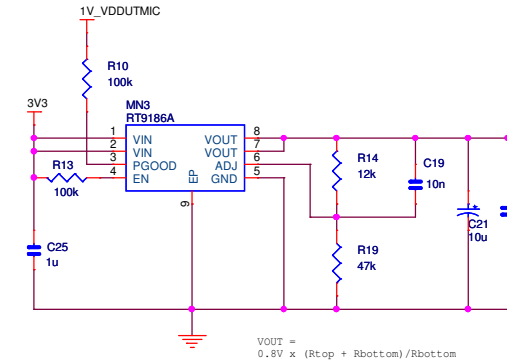 1V_VDDUTMIC
R10
100k
3V3
MN3
RT9186A
1 VIN VOUT 8
2 VIN VOUT 7
3 PGOOD ADJ 6
4 EN GND 5
EP
9
R13
100k
R14
12k
C19
10n
C21
10u
R19
47k
C25
1u
VOUT =
0.8V x (Rtop + Rbottom)/Rbottom